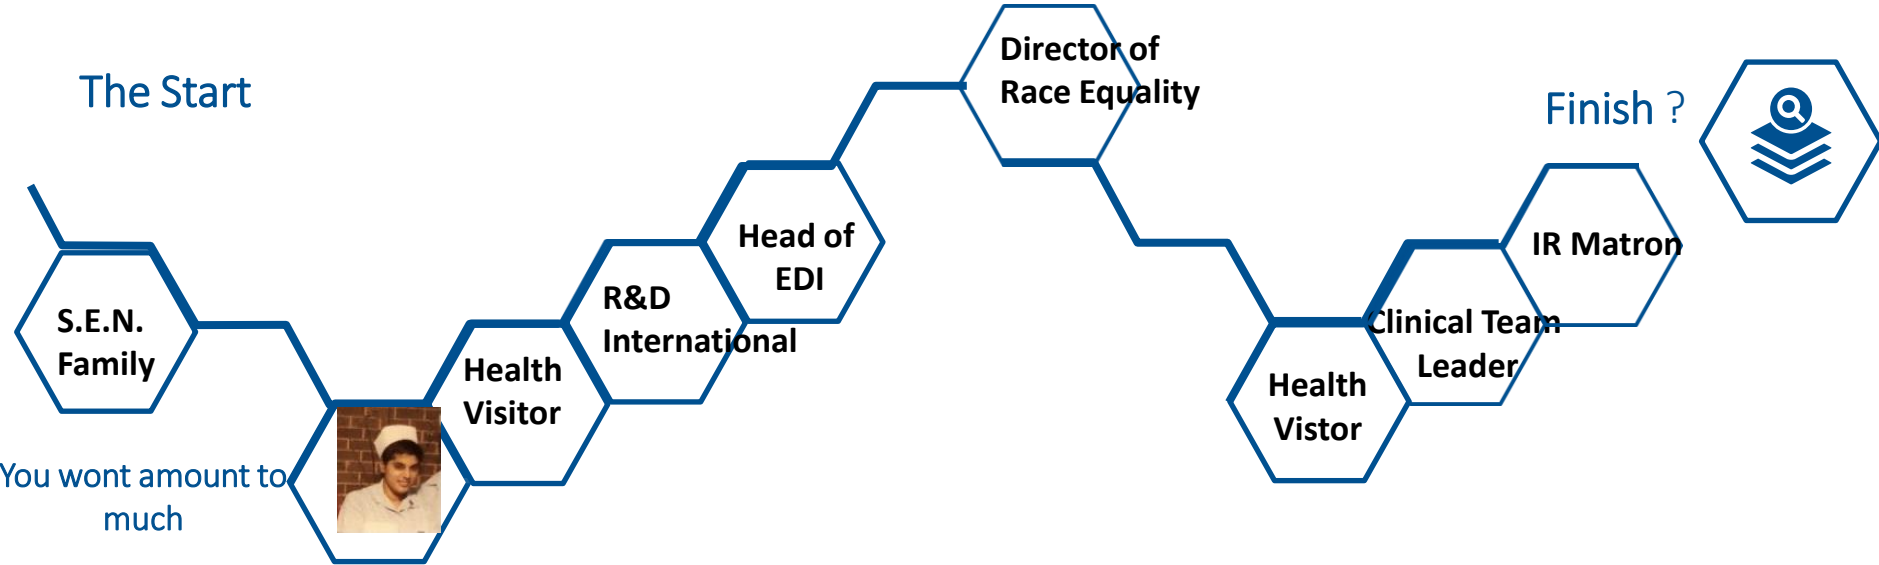 The Start
S.E.N.
Family
You wont amount to
much
Health
Visitor
R&D
International
Head of
EDI
Director of
Race Equality
Health
Vistor
Clinical Team
Leader
IR Matron
Finish ?